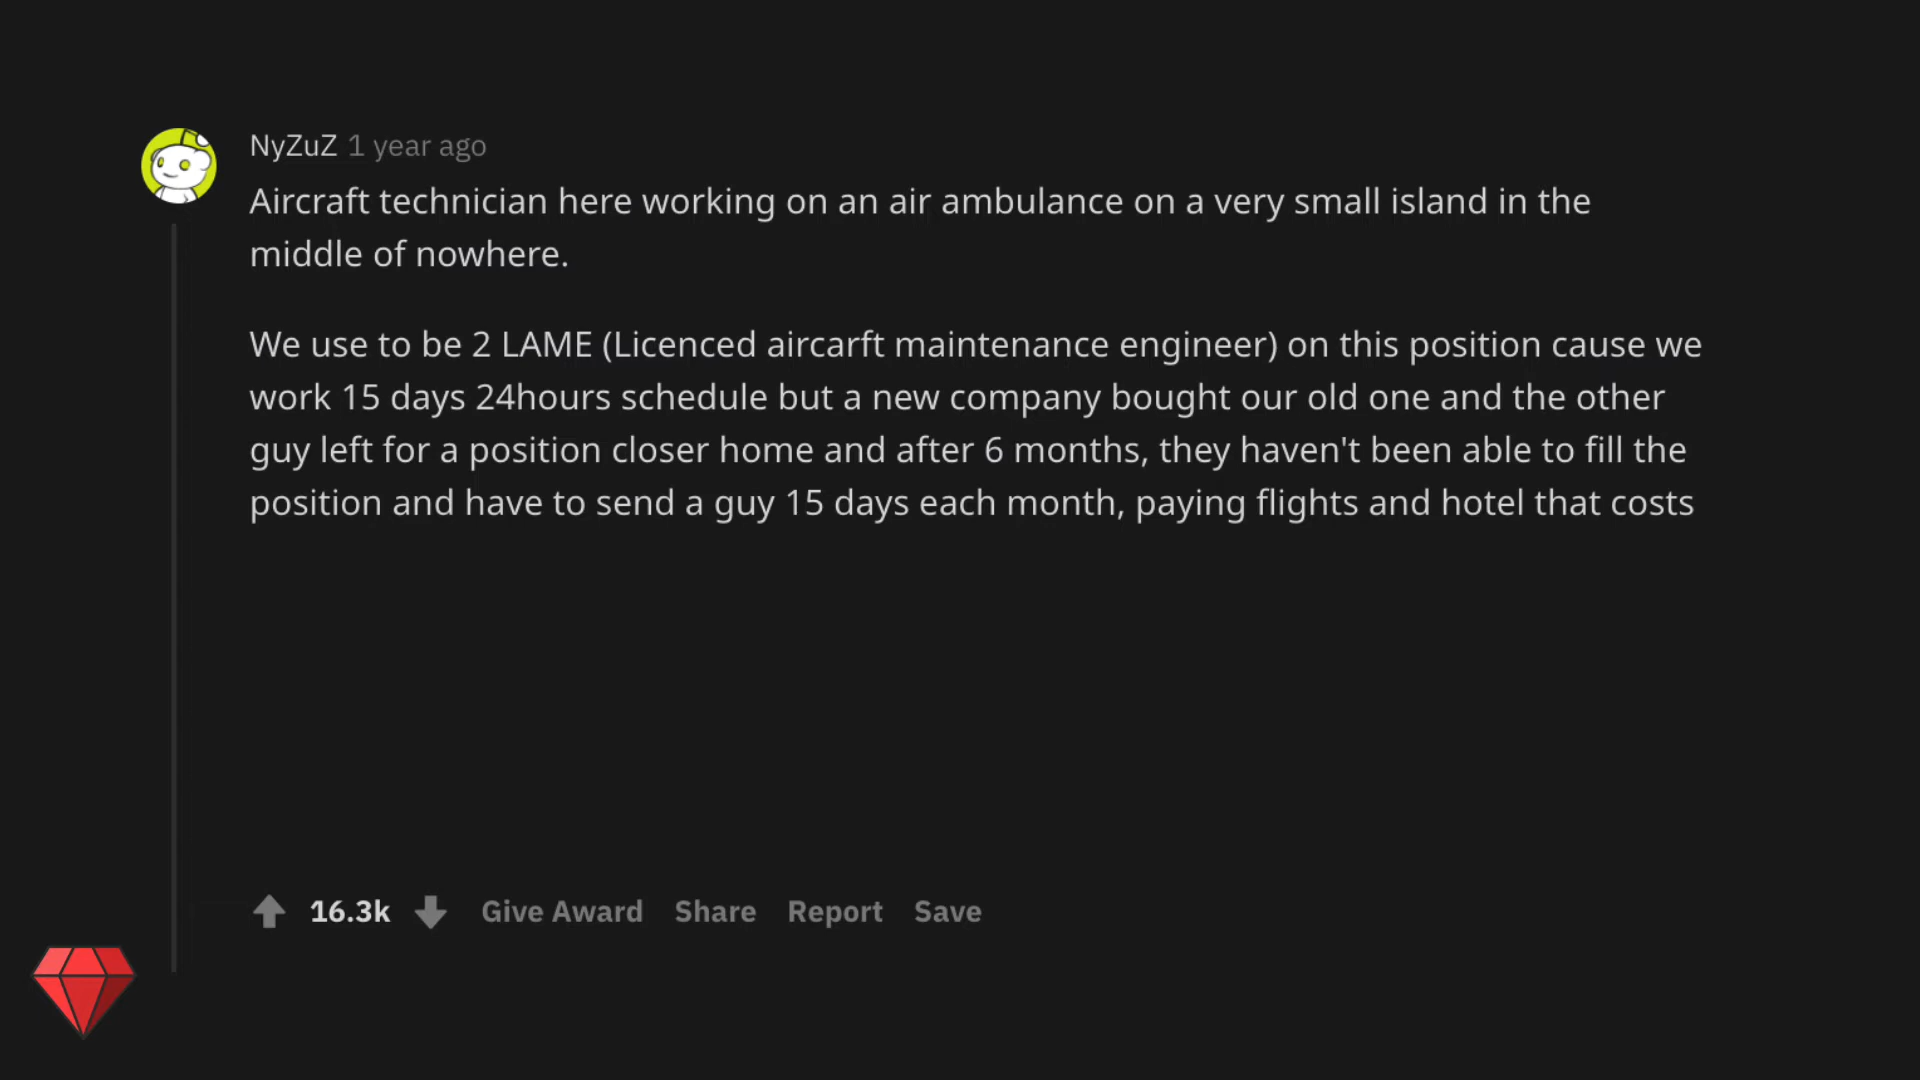 NyZuZ 1 year ago
Aircraft technician here working on an air ambulance on a very small island in the
middle of nowhere.
We use to be 2 LAME (Licenced aircarft maintenance engineer) on this position cause we
work 15 days 24hours schedule but a new company bought our old one and the other
guy left for a position closer home and after 6 months, they haven't been able to fill the
position and have to send a guy 15 days each month, paying flights and hotel that costs
16.3k Give Award Share Report Save